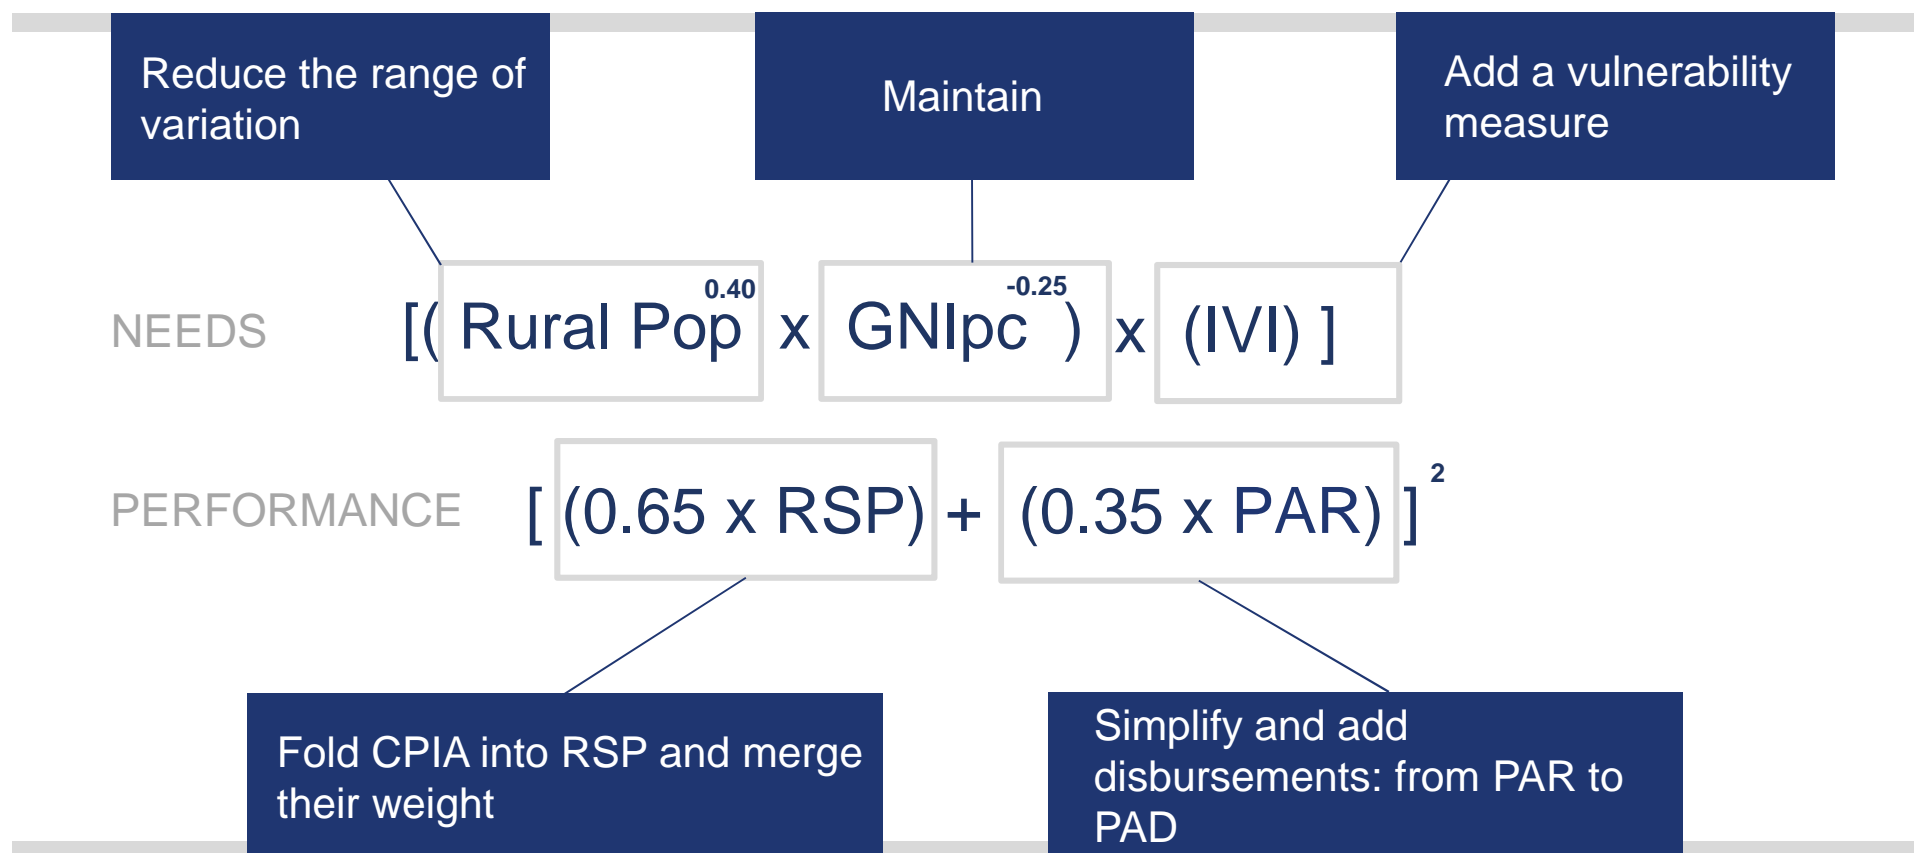 Reduce the range of
variation
Maintain
Add a vulnerability
measure
NEEDS [( Rural Pop^0.40 x GNIpc^-0.25 ) x (IVI) ]
PERFORMANCE [ (0.65 x RSP) + (0.35 x PAR) ]^2
Fold CPIA into RSP and merge
their weight
Simplify and add
disbursements: from PAR to
PAD